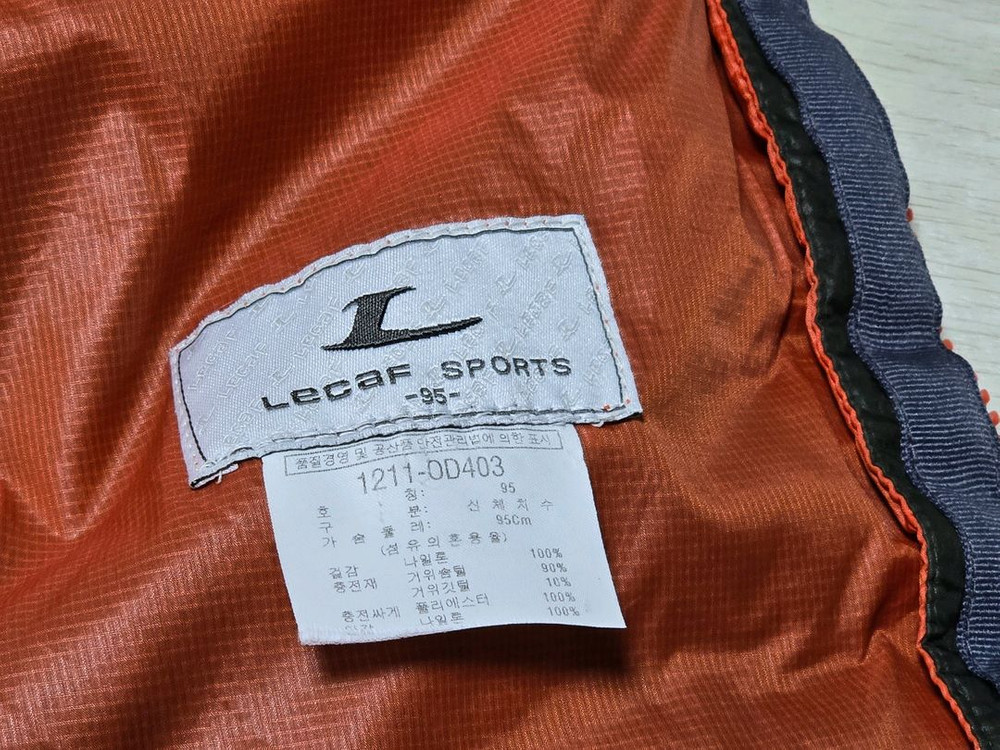 L
Lecaf SPORTS
-95-
품질경영 및 공산품 안전관리법에 의한 표시
1211-0D403
호 칭: 95
구 분: 신 체 치 수
가 슴 둘 레: 95Cm
(섬 유 의 혼 용 율)
겉감 나일론 100%
충전재 거위솜털 90%
거위깃털 10%
충전싸개 폴리에스터 100%
안감 나일론 100%